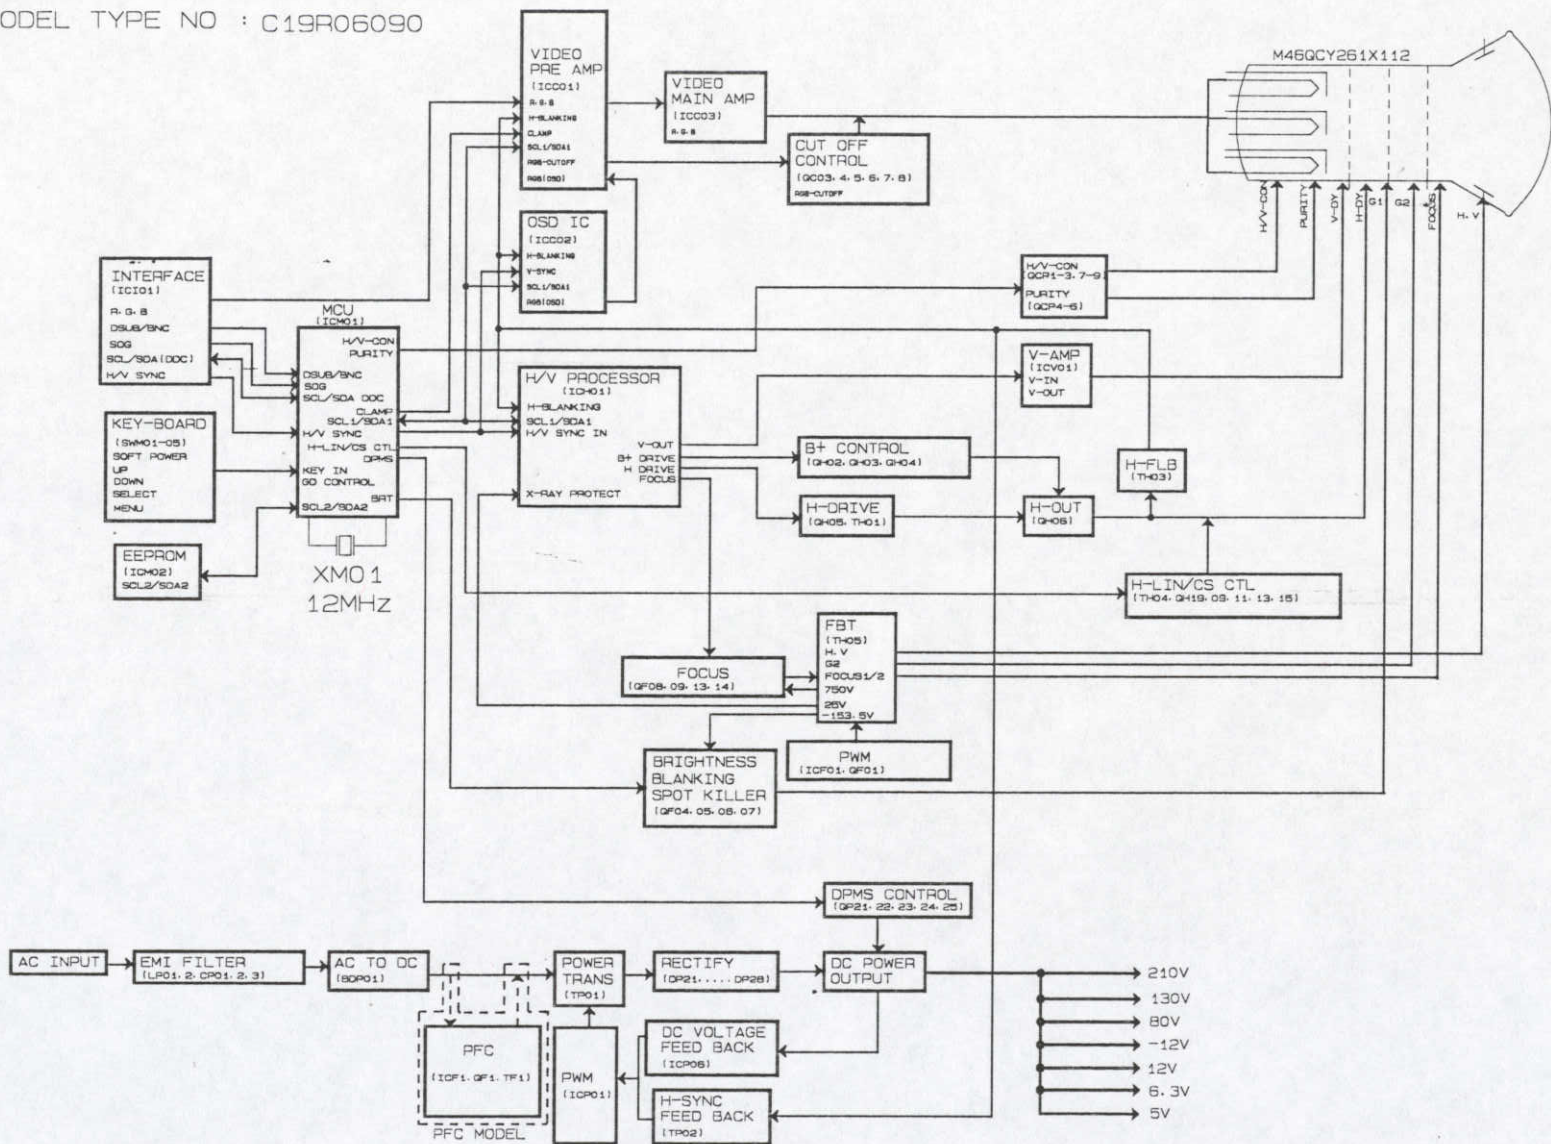 ODEL TYPE NO : C19R06090
VIDEO
PRE AMP
(ICC01)
R.G.B
H-BLANKING
CLAMP
SCL1/SDA1
RGB-CUTOFF
RGB(OSD)
VIDEO
MAIN AMP
(ICC03)
R.G.B
CUT OFF
CONTROL
(QC03.4.5.6.7.8)
RGB-CUTOFF
M46QCY261X112
H/V-CON
PURITY
V-DY
H-DY
G1
G2
FOCUS
H.V
OSD IC
(ICC02)
H-BLANKING
V-SYNC
SCL1/SDA1
RGB(OSD)
INTERFACE
(ICI01)
R.G.B
DSUB/BNC
SOG
SCL/SDA(DDC)
H/V SYNC
MCU
(ICM01)
H/V-CON
PURITY
DSUB/BNC
SOG
SCL/SDA DDC
CLAMP
SCL1/SDA1
H/V SYNC
H-LIN/CS CTL
DPMS
KEY IN
GO CONTROL
BRT
SCL2/SDA2
H/V-CON
(QCP1-3.7-9)
PURITY
(QCP4-6)
KEY-BOARD
(SWM01-05)
SOFT POWER
UP
DOWN
SELECT
MENU
H/V PROCESSOR
(ICH01)
H-BLANKING
SCL1/SDA1
H/V SYNC IN
V-OUT
B+ DRIVE
H DRIVE
FOCUS
X-RAY PROTECT
V-AMP
(ICV01)
V-IN
V-OUT
B+ CONTROL
(QH02.QH03.QH04)
H-FLB
(TH03)
H-DRIVE
(QH05.TH01)
H-OUT
(QH06)
EEPROM
(ICM02)
SCL2/SDA2
XM01
12MHz
H-LIN/CS CTL
(TH04.QH19.09.11.13.15)
FBT
(TH05)
H.V
G2
FOCUS1/2
750V
25V
-153.5V
FOCUS
(QF08.09.13.14)
PWM
(ICF01.QF01)
BRIGHTNESS
BLANKING
SPOT KILLER
(QF04.05.06.07)
DPMS CONTROL
(QP21.22.23.24.25)
AC INPUT
EMI FILTER
(LP01.2.CP01.2.3)
AC TO DC
(BDP01)
POWER
TRANS
(TP01)
RECTIFY
(DP21.....DP28)
DC POWER
OUTPUT
210V
130V
80V
-12V
12V
6.3V
5V
PFC
(ICF1.QF1.TF1)
PFC MODEL
PWM
(ICP01)
DC VOLTAGE
FEED BACK
(ICP06)
H-SYNC
FEED BACK
(TP02)